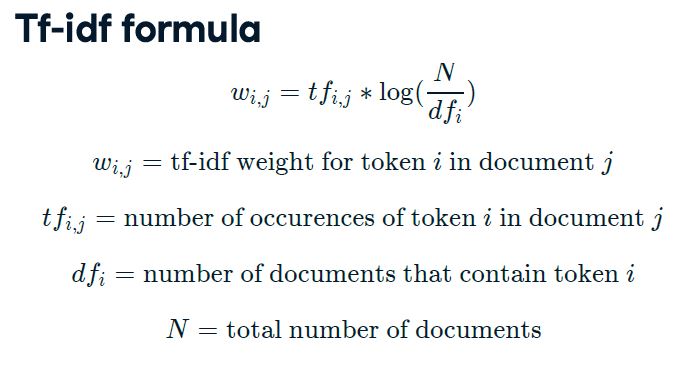 Tf-idf formula
w_{i,j} = tf_{i,j} * log(\frac{N}{df_i})
w_{i,j} = tf-idf weight for token i in document j
tf_{i,j} = number of occurences of token i in document j
df_i = number of documents that contain token i
N = total number of documents